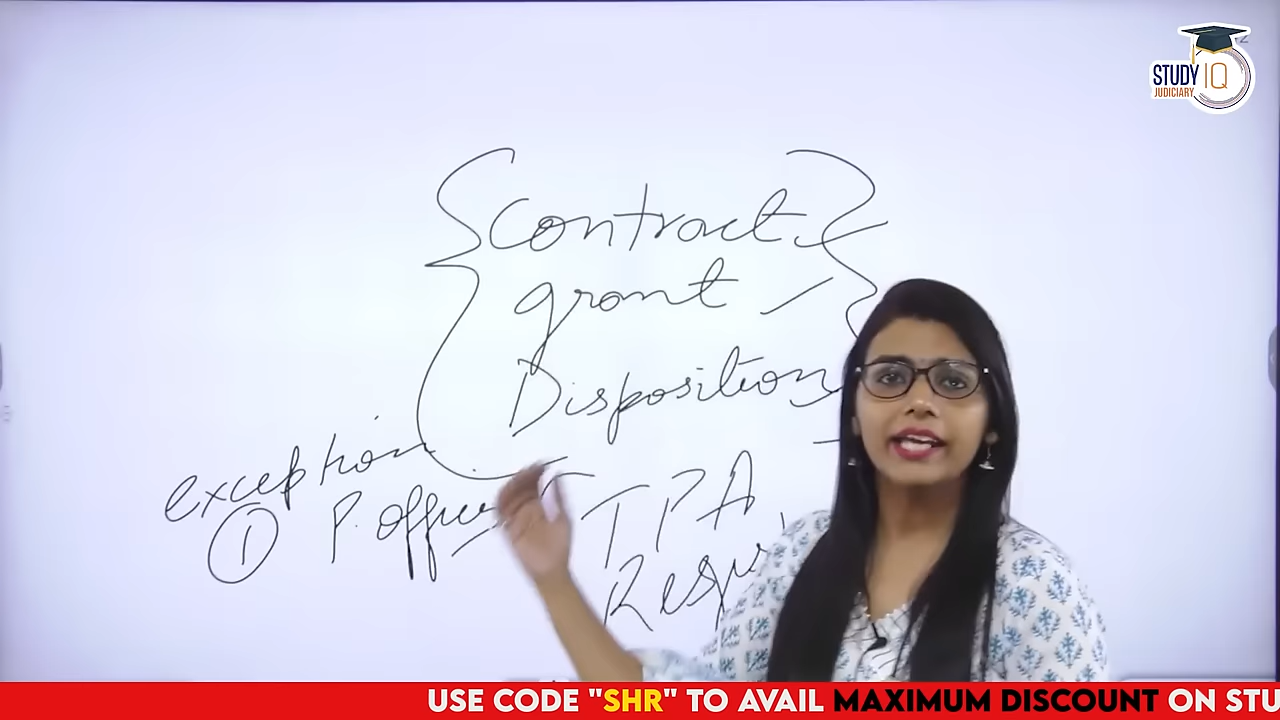 STUDY IQ
JUDICIARY
Contract
grant
Disposition
exception
① P. officer
TPA
USE CODE "SHR" TO AVAIL MAXIMUM DISCOUNT ON STU